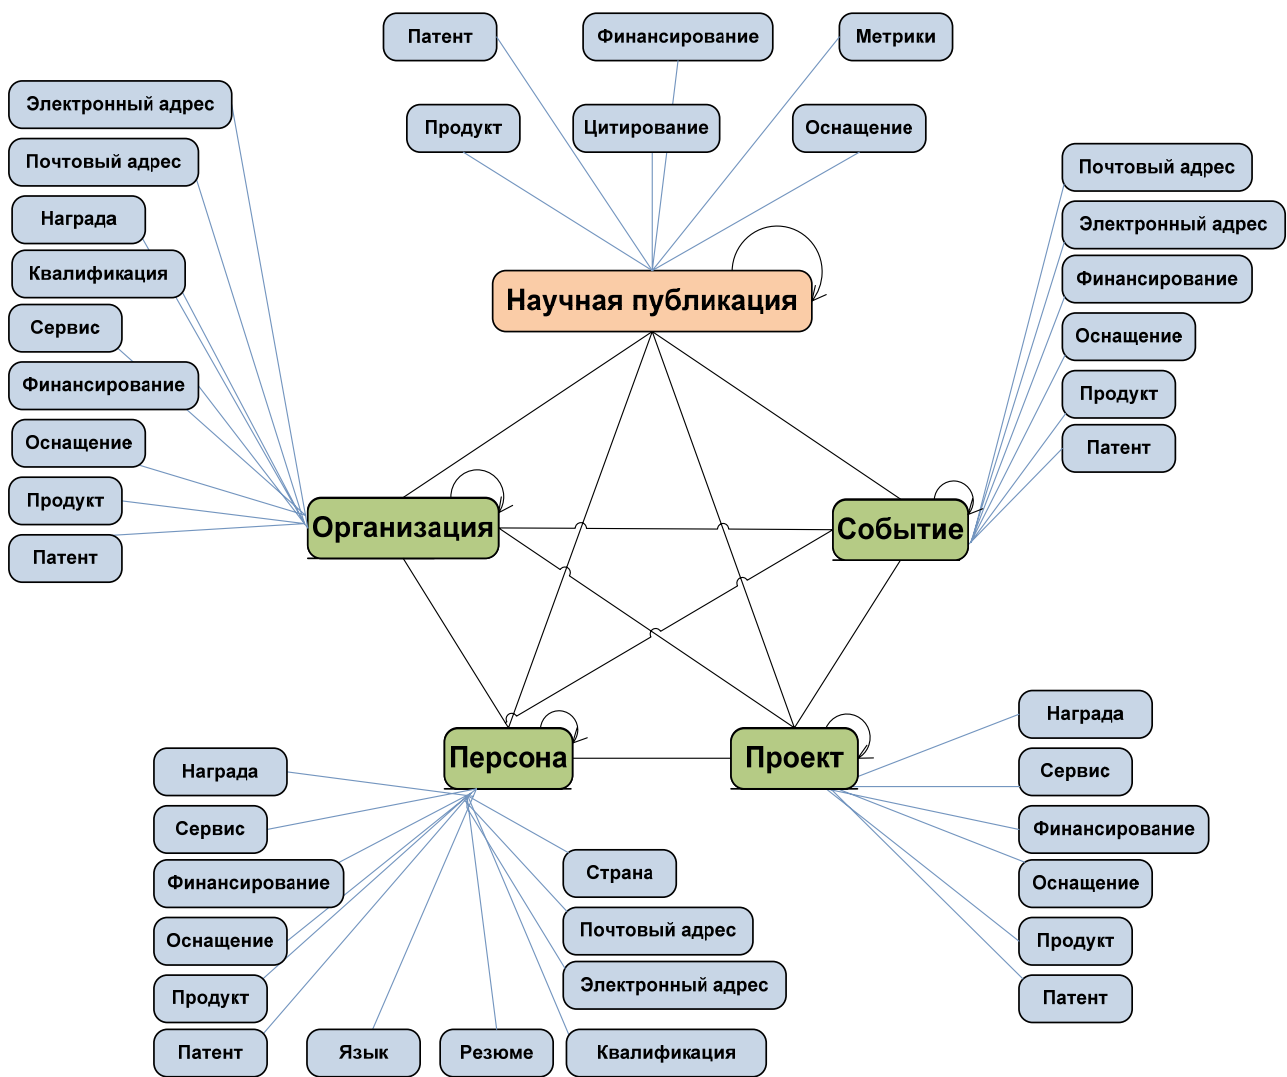 Патент
Финансирование
Метрики
Продукт
Цитирование
Оснащение
Электронный адрес
Почтовый адрес
Награда
Квалификация
Сервис
Финансирование
Оснащение
Продукт
Патент
Почтовый адрес
Электронный адрес
Финансирование
Оснащение
Продукт
Патент
Научная публикация
Организация
Событие
Персона
Проект
Награда
Сервис
Финансирование
Оснащение
Продукт
Патент
Язык
Резюме
Квалификация
Страна
Почтовый адрес
Электронный адрес
Награда
Сервис
Финансирование
Оснащение
Продукт
Патент